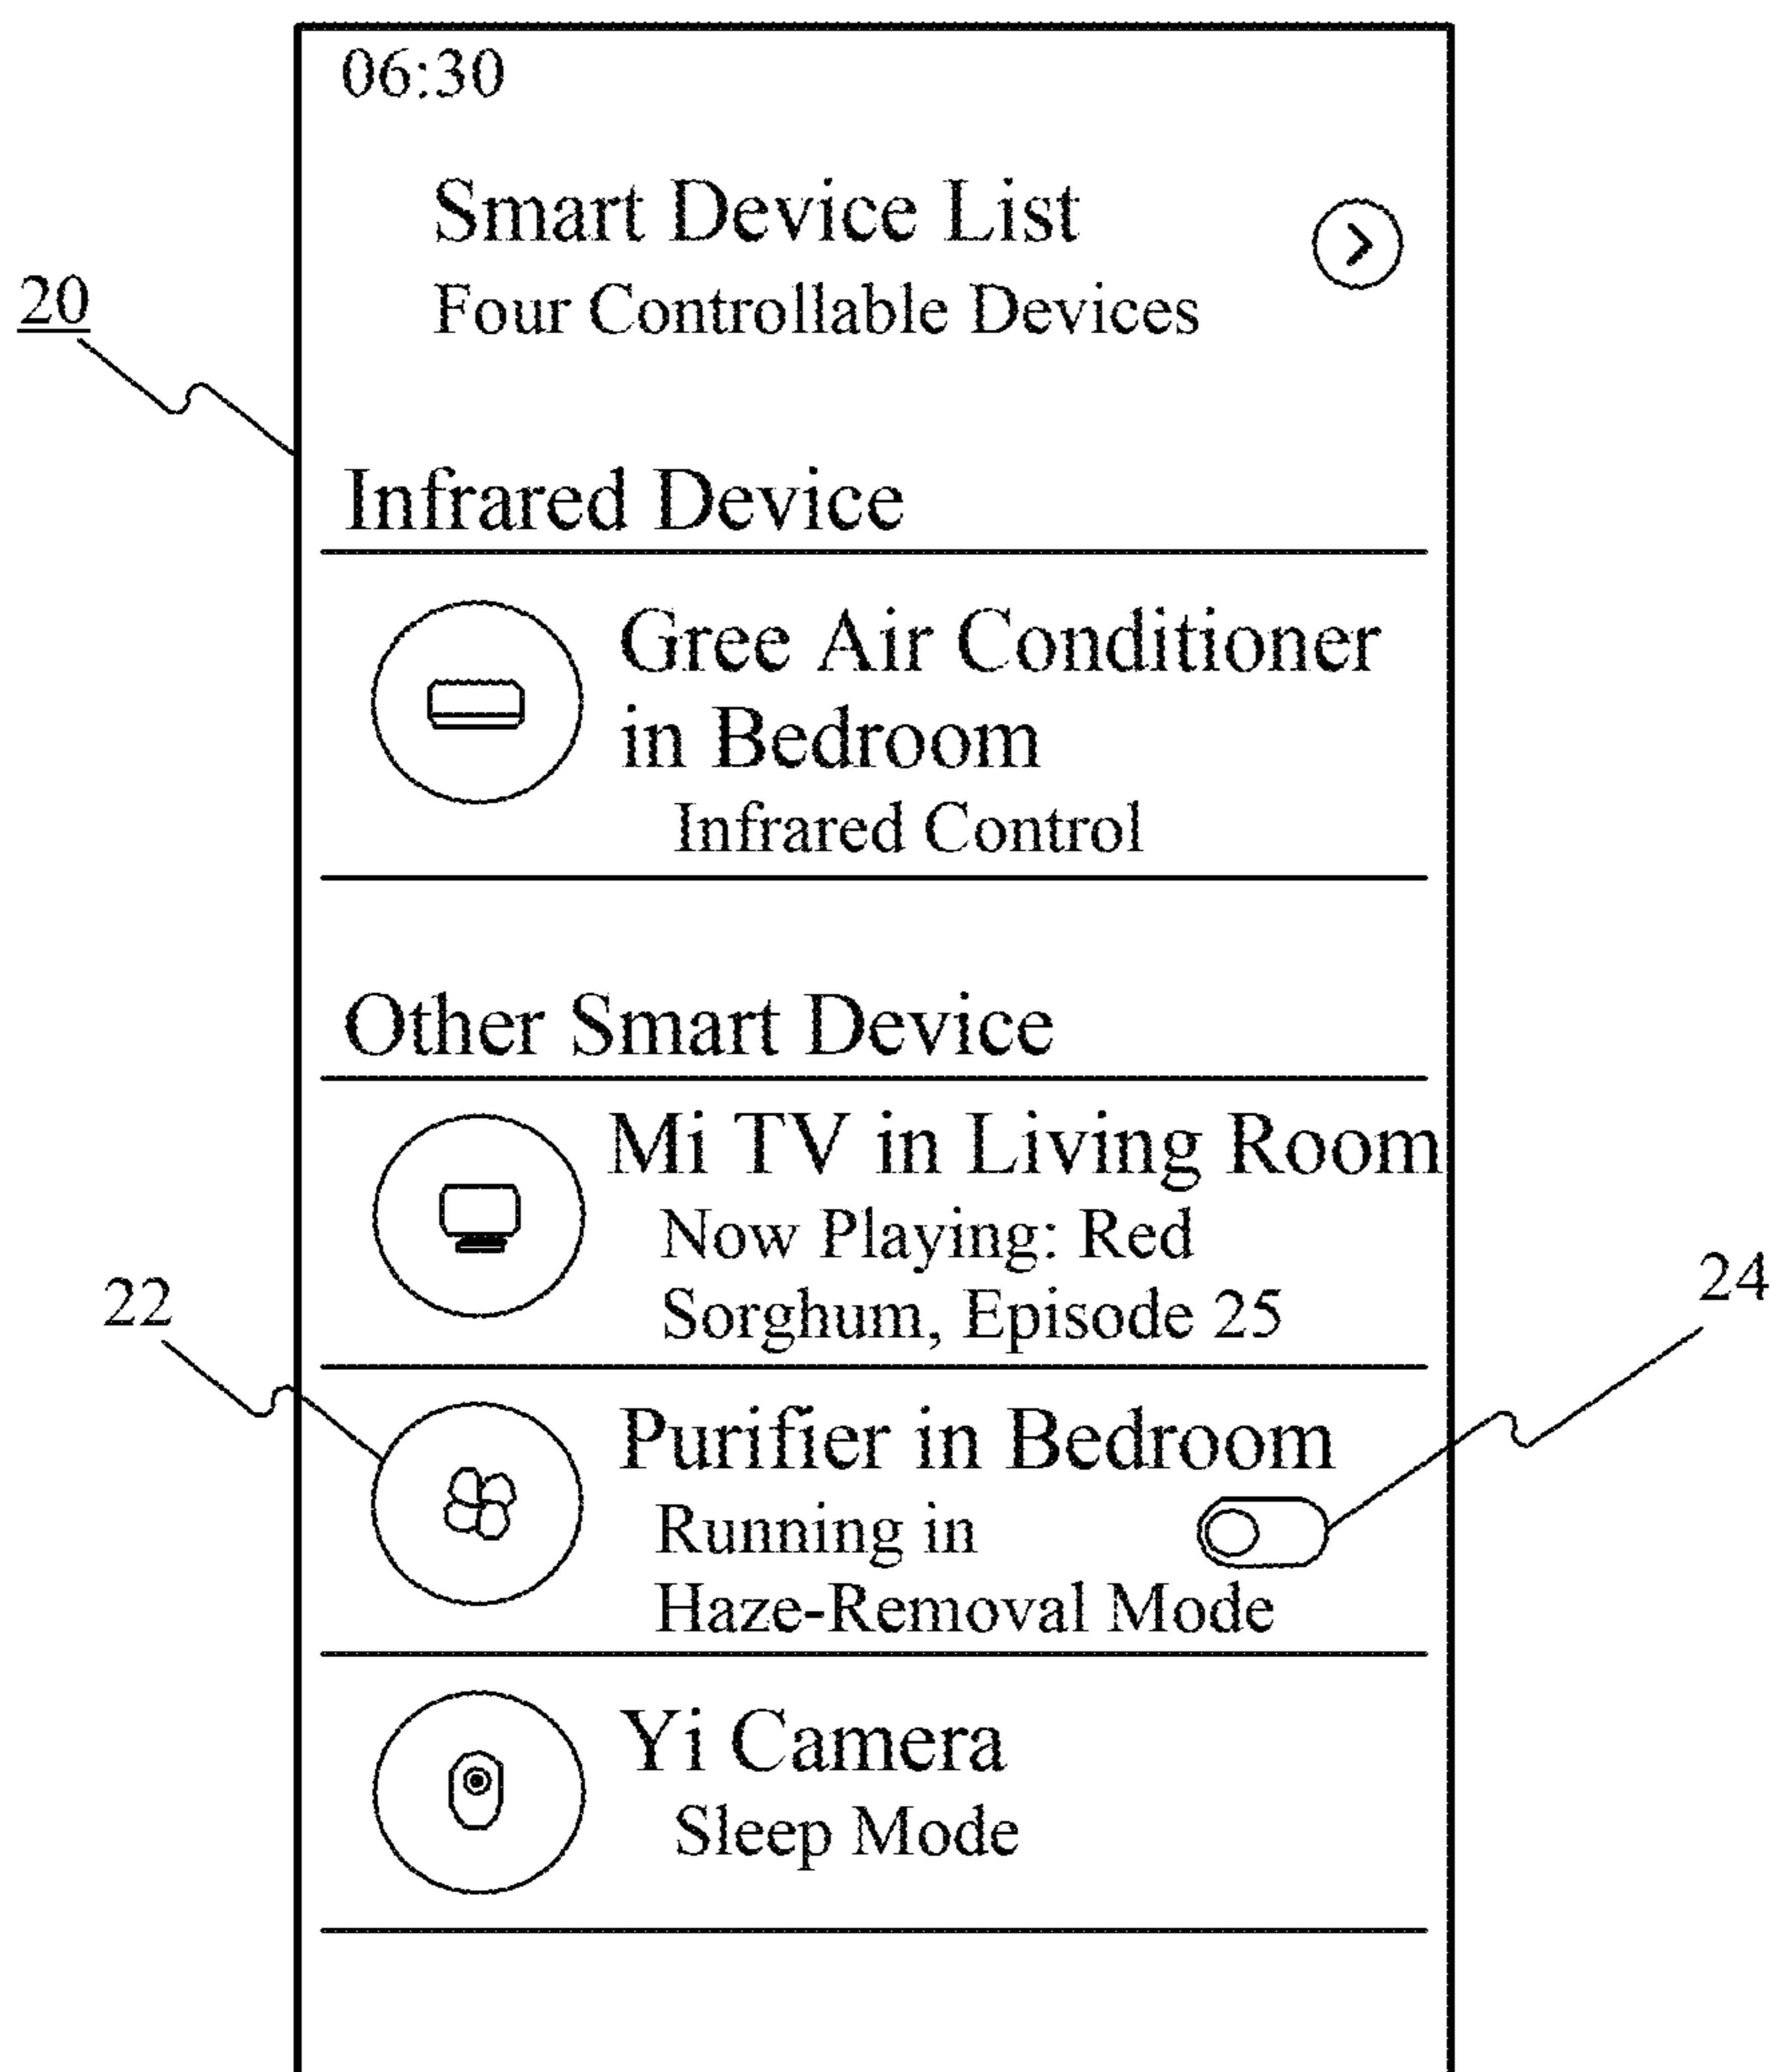 06:30
Smart Device List
Four Controllable Devices
20
Infrared Device
Gree Air Conditioner
in Bedroom
Infrared Control
Other Smart Device
Mi TV in Living Room
Now Playing: Red
Sorghum, Episode 25
22
24
Purifier in Bedroom
Running in
Haze-Removal Mode
Yi Camera
Sleep Mode